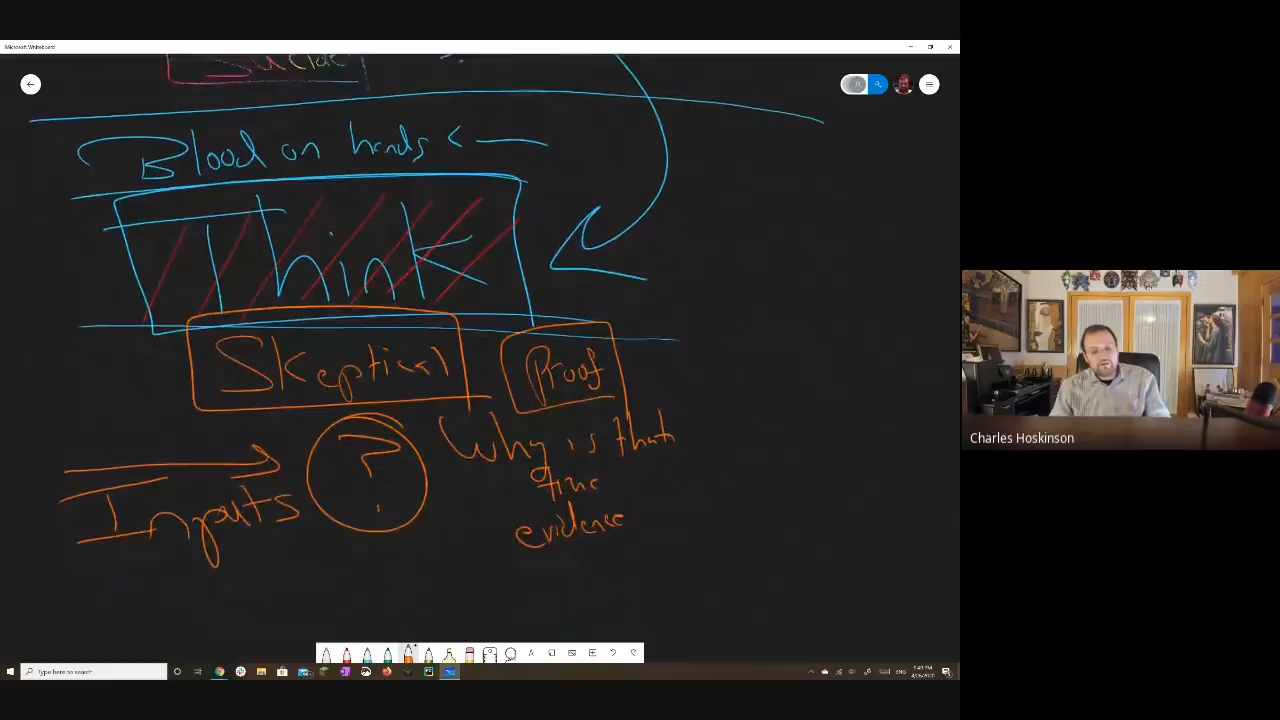 Microsoft Whiteboard
Blood on hands
Think
Skeptical
Proof
?
Why is that
Inputs
evidence
Charles Hoskinson
Type here to search
ENG